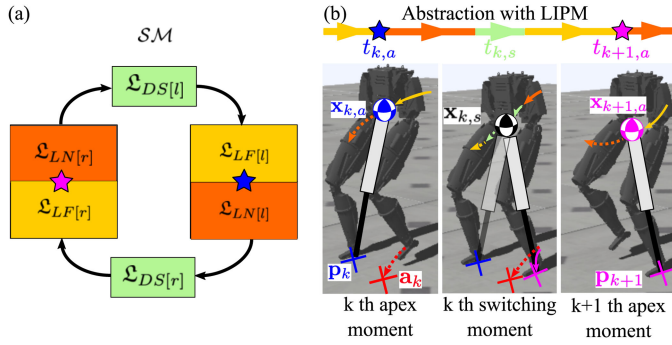 (a)
𝒮ℳ
𝔏_{DS[l]}
𝔏_{LN[r]}
𝔏_{LF[r]}
𝔏_{LF[l]}
𝔏_{LN[l]}
𝔏_{DS[r]}
(b)
Abstraction with LIPM
t_{k,a}
t_{k,s}
t_{k+1,a}
x_{k,a}
x_{k,s}
x_{k+1,a}
p_k
a_k
p_{k+1}
k th apex
moment
k th switching
moment
k+1 th apex
moment